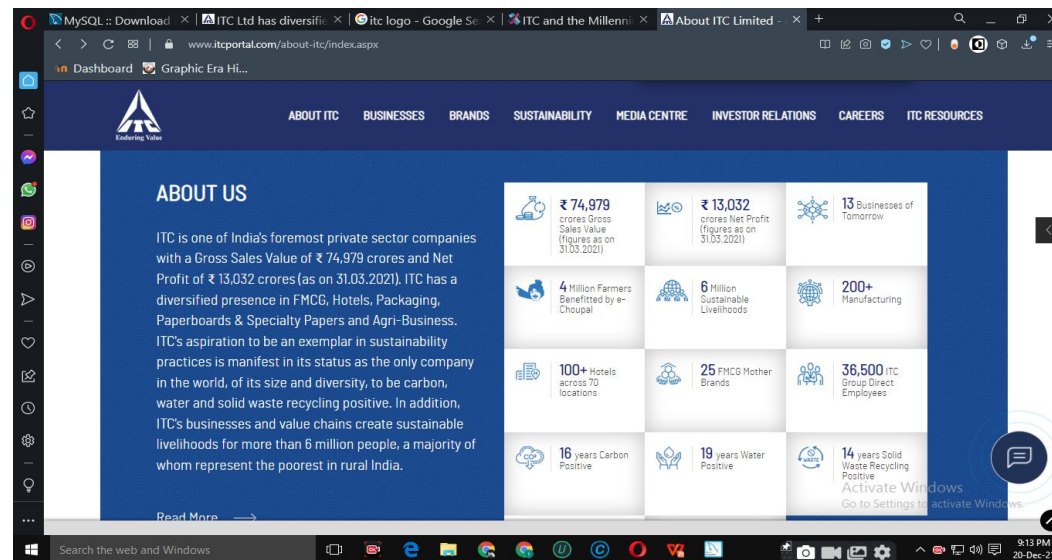 MySQL :: Download
ITC Ltd has diversifie
itc logo - Google Se
ITC and the Millenni
About ITC Limited -
www.itcportal.com/about-itc/index.aspx
Dashboard
Graphic Era Hi...
ITC
Enduring Value
ABOUT ITC
BUSINESSES
BRANDS
SUSTAINABILITY
MEDIA CENTRE
INVESTOR RELATIONS
CAREERS
ITC RESOURCES
ABOUT US
ITC is one of India's foremost private sector companies
with a Gross Sales Value of ₹ 74,979 crores and Net
Profit of ₹ 13,032 crores (as on 31.03.2021). ITC has a
diversified presence in FMCG, Hotels, Packaging,
Paperboards & Specialty Papers and Agri-Business.
ITC's aspiration to be an exemplar in sustainability
practices is manifest in its status as the only company
in the world, of its size and diversity, to be carbon,
water and solid waste recycling positive. In addition,
ITC's businesses and value chains create sustainable
livelihoods for more than 6 million people, a majority of
whom represent the poorest in rural India.
Read More
₹ 74,979
crores Gross
Sales Value
(figures as on
31.03.2021)
₹ 13,032
crores Net Profit
(figures as on
31.03.2021)
13 Businesses of
Tomorrow
4 Million Farmers
Benefitted by e-
Choupal
6 Million
Sustainable
Livelihoods
200+
Manufacturing
100+ Hotels
across 70
locations
25 FMCG Mother
Brands
36,500 ITC
Group Direct
Employees
16 years Carbon
Positive
19 years Water
Positive
14 years Solid
Waste Recycling
Positive
Activate Windows
Go to Settings to activate Windows.
Search the web and Windows
9:13 PM
20-Dec-2